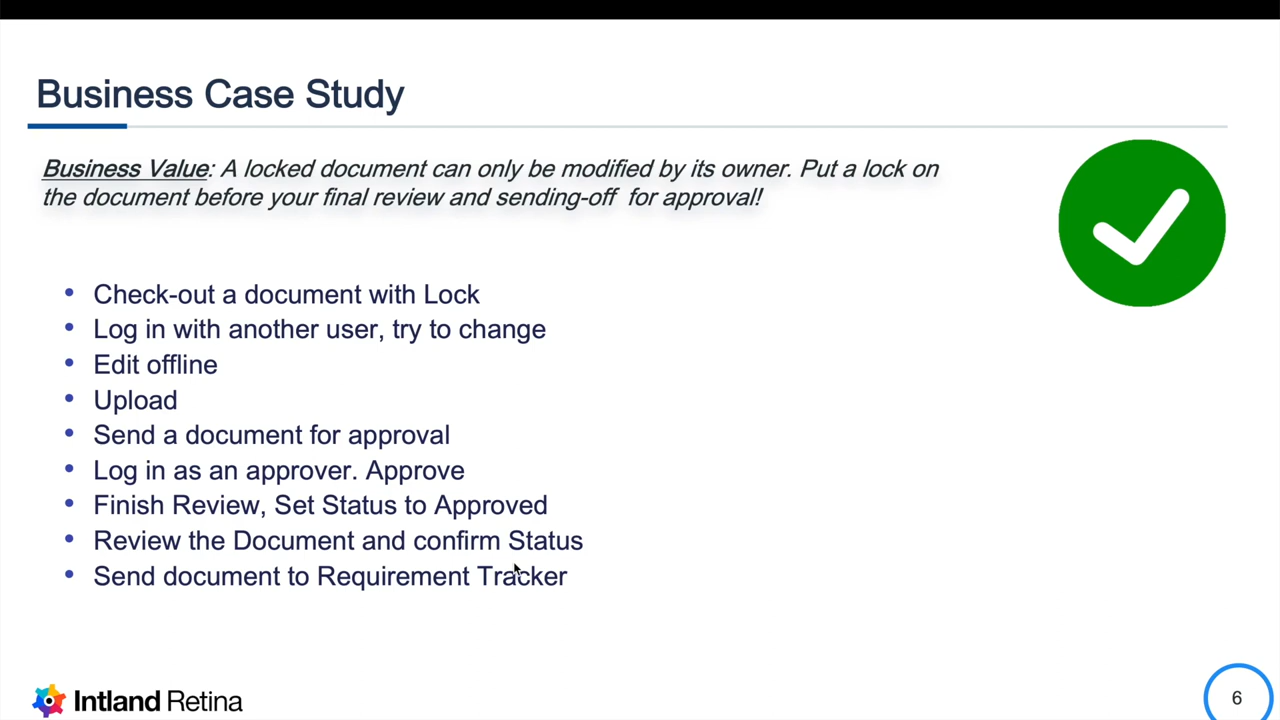 Business Case Study
Business Value: A locked document can only be modified by its owner. Put a lock on
the document before your final review and sending-off for approval!
• Check-out a document with Lock
• Log in with another user, try to change
• Edit offline
• Upload
• Send a document for approval
• Log in as an approver. Approve
• Finish Review, Set Status to Approved
• Review the Document and confirm Status
• Send document to Requirement Tracker
Intland Retina
6